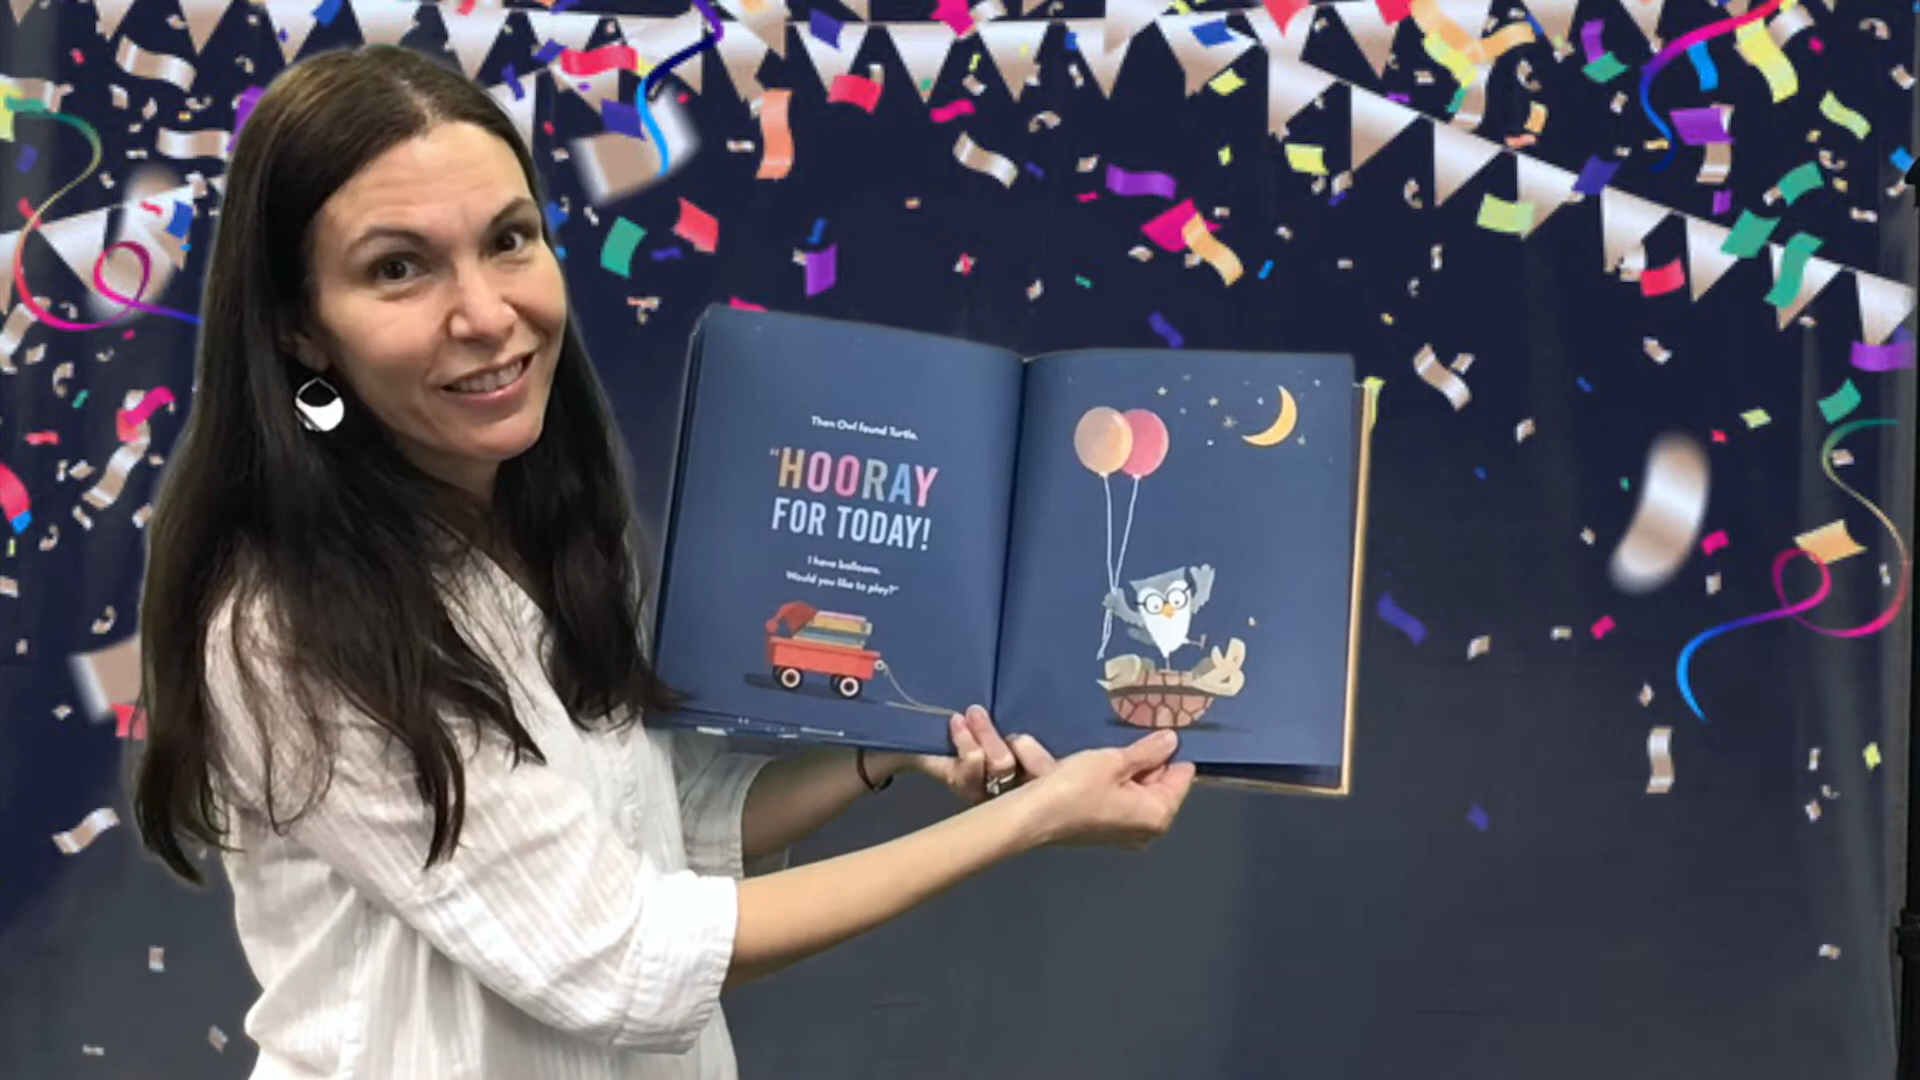 Then Owl found Turtle.
"HOORAY
FOR TODAY!
I have balloons.
Would you like to play?"